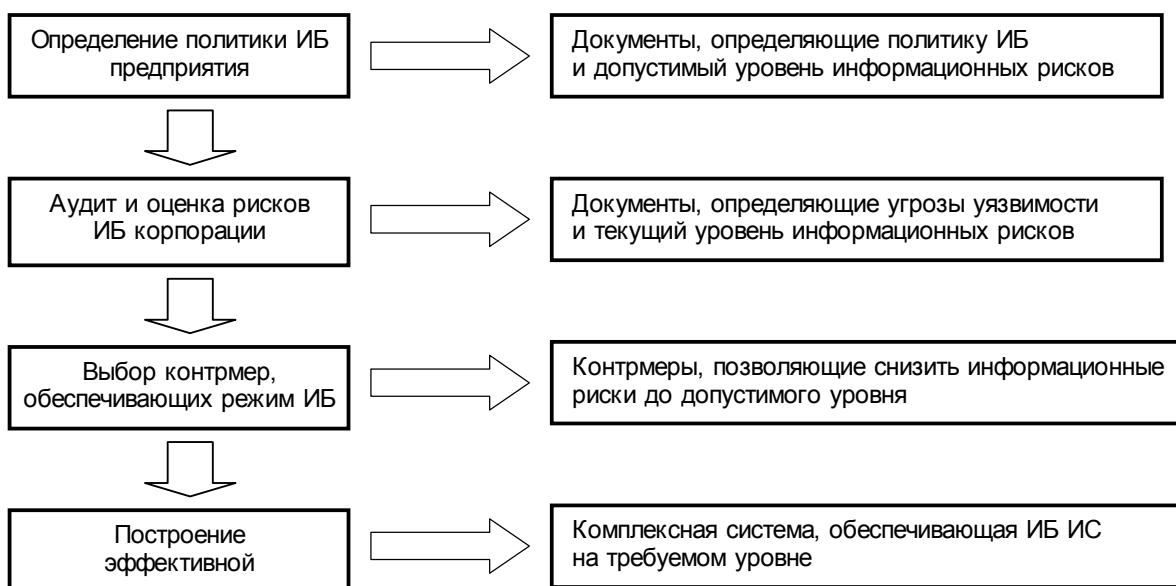 Определение политики ИБ
предприятия
Документы, определяющие политику ИБ
и допустимый уровень информационных рисков
Аудит и оценка рисков
ИБ корпорации
Документы, определяющие угрозы уязвимости
и текущий уровень информационных рисков
Выбор контрмер,
обеспечивающих режим ИБ
Контрмеры, позволяющие снизить информационные
риски до допустимого уровня
Построение
эффективной
Комплексная система, обеспечивающая ИБ ИС
на требуемом уровне